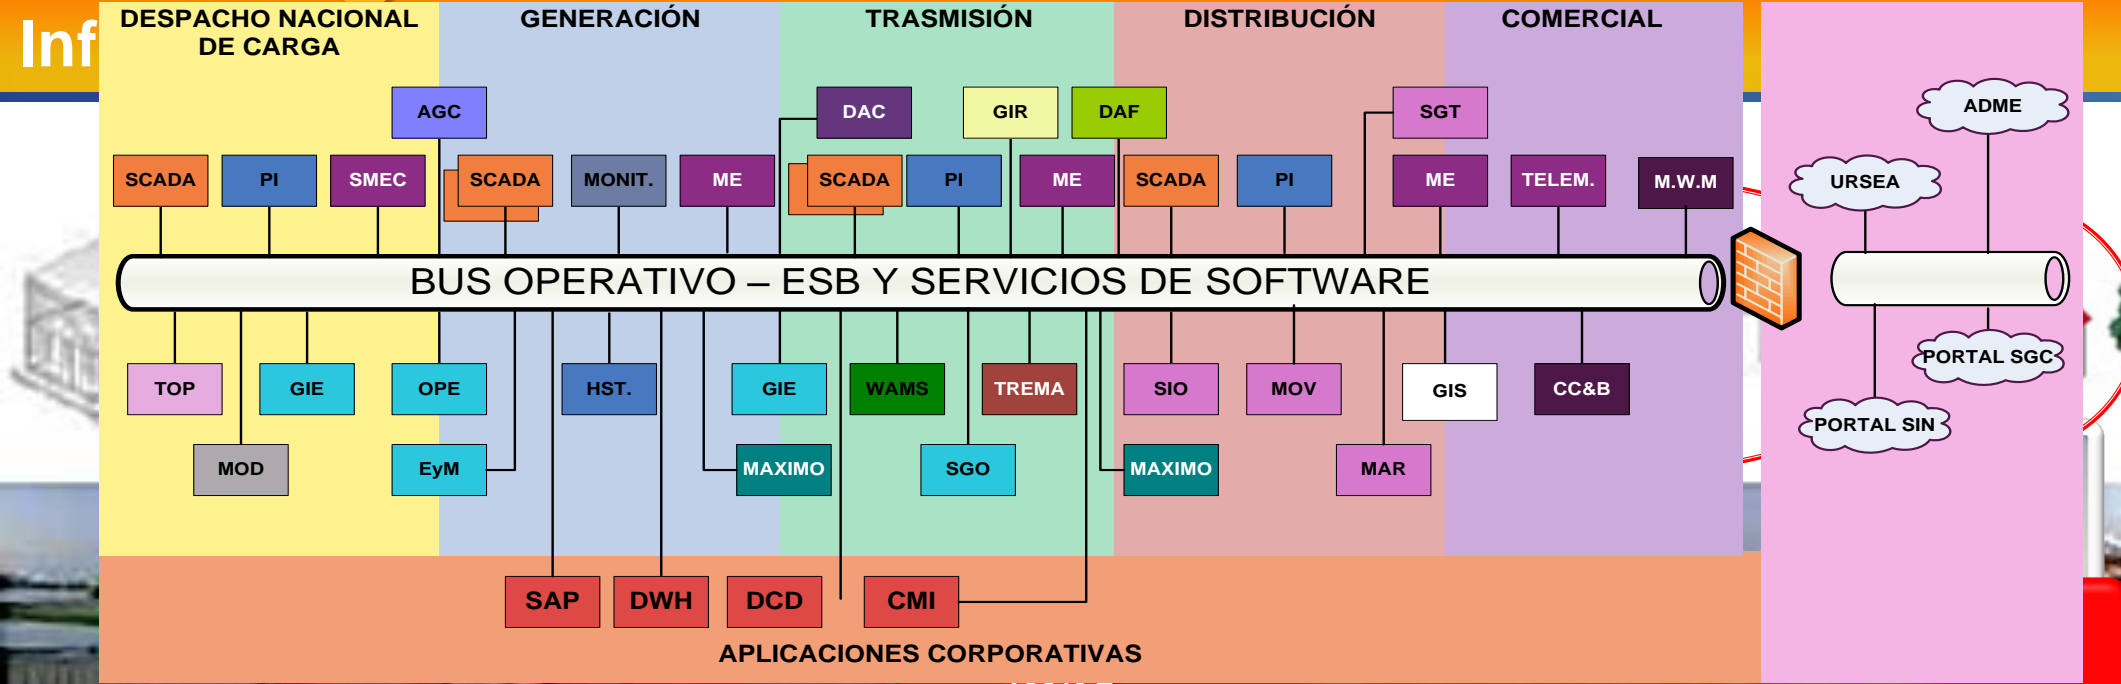 Inf
DESPACHO NACIONAL
DE CARGA
GENERACIÓN
TRASMISIÓN
DISTRIBUCIÓN
COMERCIAL
AGC
DAC
GIR
DAF
SGT
ADME
SCADA
PI
SMEC
SCADA
MONIT.
ME
SCADA
PI
ME
SCADA
PI
ME
TELEM.
M.W.M
URSEA
BUS OPERATIVO – ESB Y SERVICIOS DE SOFTWARE
PORTAL SGC
TOP
GIE
OPE
HST.
GIE
WAMS
TREMA
SIO
MOV
GIS
CC&B
PORTAL SIN
MOD
EyM
MAXIMO
SGO
MAXIMO
MAR
SAP
DWH
DCD
CMI
APLICACIONES CORPORATIVAS